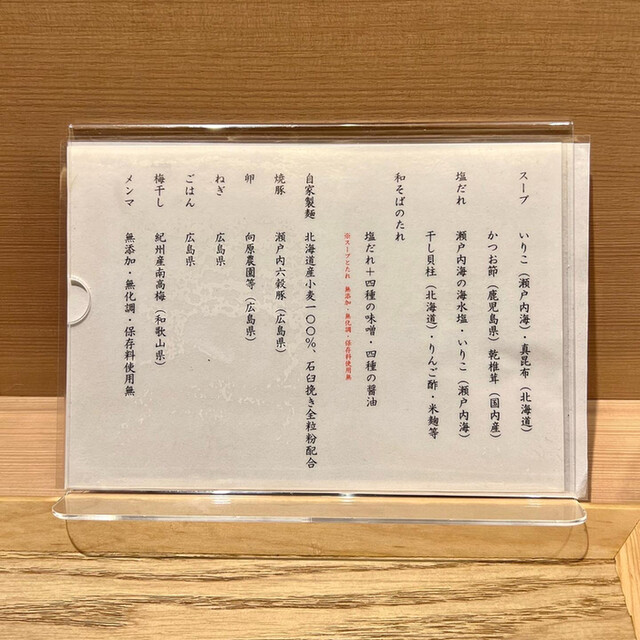 スープ いりこ（瀬戸内海）・真昆布（北海道）
かつお節（鹿児島県）乾椎茸（国内産）
塩だれ 瀬戸内海の海水塩・いりこ（瀬戸内海）
干し貝柱（北海道）・りんご酢・米麹等
和そばのたれ
塩だれ＋四種の味噌・四種の醤油
※スープとたれ 無添加・無化調・保存料使用無
自家製麺 北海道産小麦一〇〇％、石臼挽き全粒粉配合
焼豚 瀬戸内六穀豚（広島県）
卵 向原農園等（広島県）
ねぎ 広島県
ごはん 広島県
梅干し 紀州産南高梅（和歌山県）
メンマ 無添加・無化調・保存料使用無